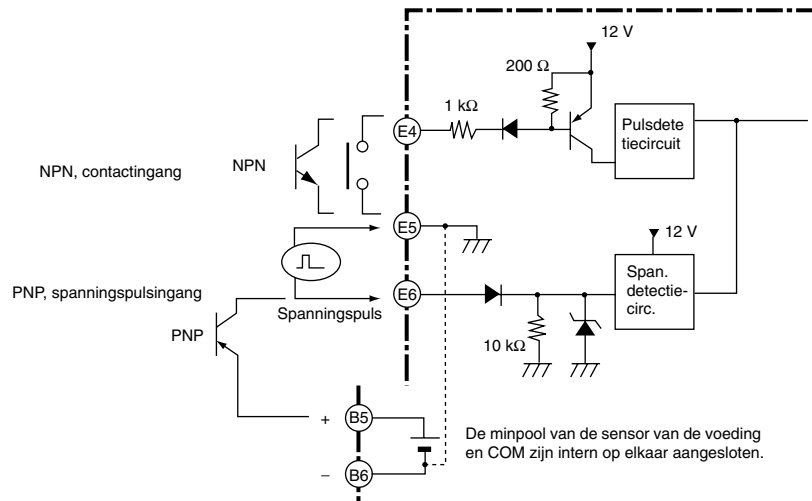 12 V
200 Ω
1 kΩ
E4
Pulsdete
tiecircuit
NPN, contactingang
NPN
E5
12 V
PNP, spanningspulsingang
E6
Span.
detectie-
circ.
Spanningspuls
PNP
10 kΩ
+
B5
De minpool van de sensor van de voeding
en COM zijn intern op elkaar aangesloten.
–
B6